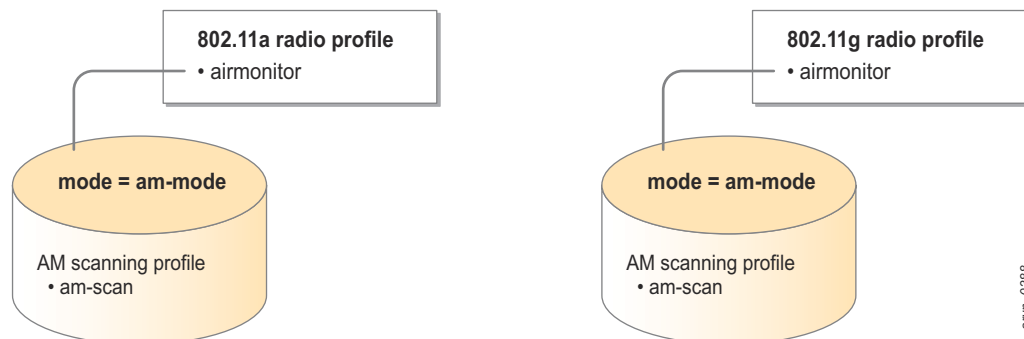 802.11a radio profile
• airmonitor
mode = am-mode
AM scanning profile
• am-scan
802.11g radio profile
• airmonitor
mode = am-mode
AM scanning profile
• am-scan